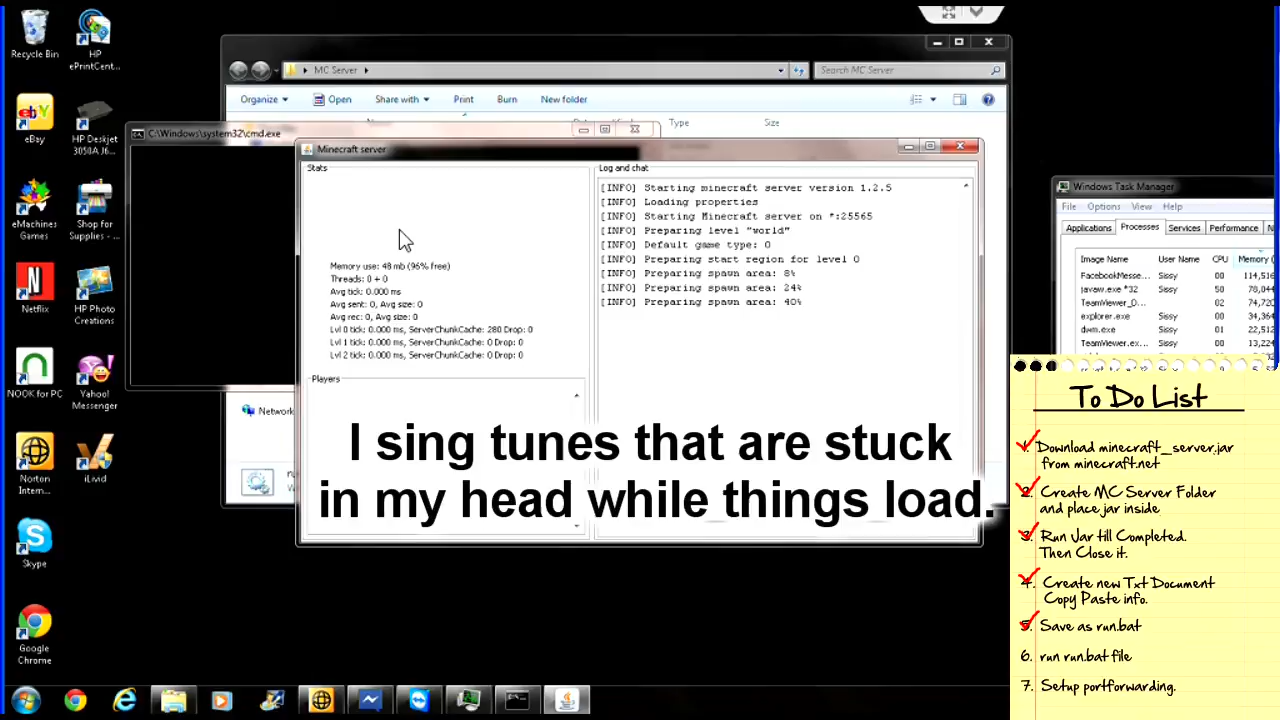 Recycle Bin
HP
ePrintCent...
eBay
HP Deskjet
3050A J6...
eMachines
Games
Shop for
Supplies - ...
Netflix
HP Photo
Creations
NOOK for PC
Yahoo!
Messenger
Norton
Intern...
iLivid
Skype
Google
Chrome
MC Server
Search MC Server
Organize
Open
Share with
Print
Burn
New folder
Type
Size
C:\Windows\system32\cmd.exe
Network
Minecraft server
Stats
Memory use: 48 mb (96% free)
Threads: 0 + 0
Avg tick: 0.000 ms
Avg sent: 0, Avg size: 0
Avg rec: 0, Avg size: 0
Lvl 0 tick: 0.000 ms, ServerChunkCache: 280 Drop: 0
Lvl 1 tick: 0.000 ms, ServerChunkCache: 0 Drop: 0
Lvl 2 tick: 0.000 ms, ServerChunkCache: 0 Drop: 0
Players
Log and chat
[INFO] Starting minecraft server version 1.2.5
[INFO] Loading properties
[INFO] Starting Minecraft server on *:25565
[INFO] Preparing level "world"
[INFO] Default game type: 0
[INFO] Preparing start region for level 0
[INFO] Preparing spawn area: 8%
[INFO] Preparing spawn area: 24%
[INFO] Preparing spawn area: 40%
I sing tunes that are stuck
in my head while things load.
Windows Task Manager
File Options View Help
Applications Processes Services Performance N
Image Name User Name CPU Memory (
FacebookMesse... Sissy 00 114,516
javaw.exe *32 Sissy 00 78,044
TeamViewer_D... 02 74,720
explorer.exe Sissy 00 34,364
dwm.exe Sissy 01 22,512
TeamViewer.ex... Sissy 00 13,224
To Do List
1. Download minecraft_server.jar
from minecraft.net
2. Create MC Server Folder
and place jar inside
3. Run Jar till Completed.
Then Close it.
4. Create new Txt Document
Copy Paste info.
5. Save as run.bat
6. run run.bat file
7. Setup portforwarding.